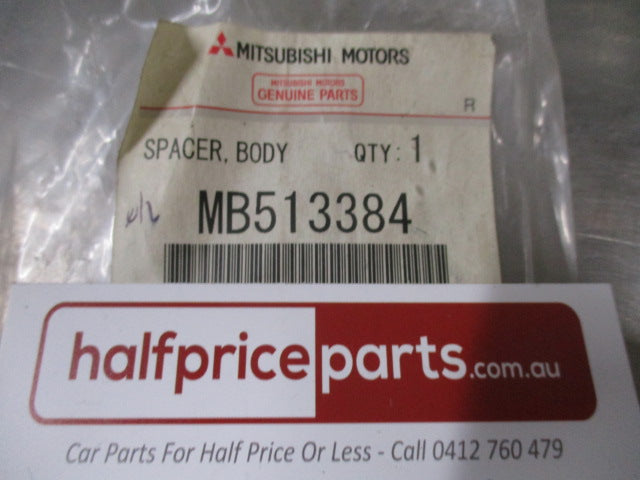 MITSUBISHI MOTORS
MITSUBISHI MOTORS
GENUINE PARTS
R
SPACER, BODY QTY: 1
MB513384
halfpriceparts.com.au
Car Parts For Half Price Or Less - Call 0412 760 479